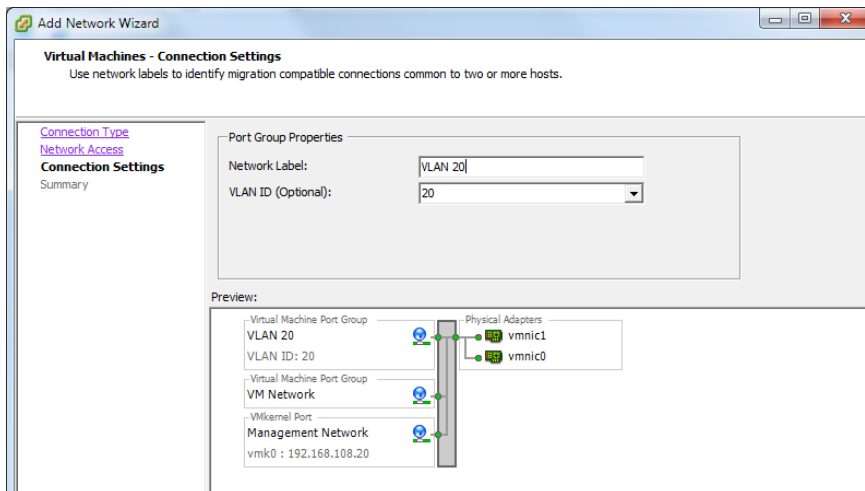 Add Network Wizard
Virtual Machines - Connection Settings
Use network labels to identify migration compatible connections common to two or more hosts.
Connection Type
Network Access
Connection Settings
Summary
Port Group Properties
Network Label:
VLAN 20
VLAN ID (Optional):
20
Preview:
Virtual Machine Port Group
VLAN 20
VLAN ID: 20
Virtual Machine Port Group
VM Network
VMkernel Port
Management Network
vmk0 : 192.168.108.20
Physical Adapters
vmnic1
vmnic0